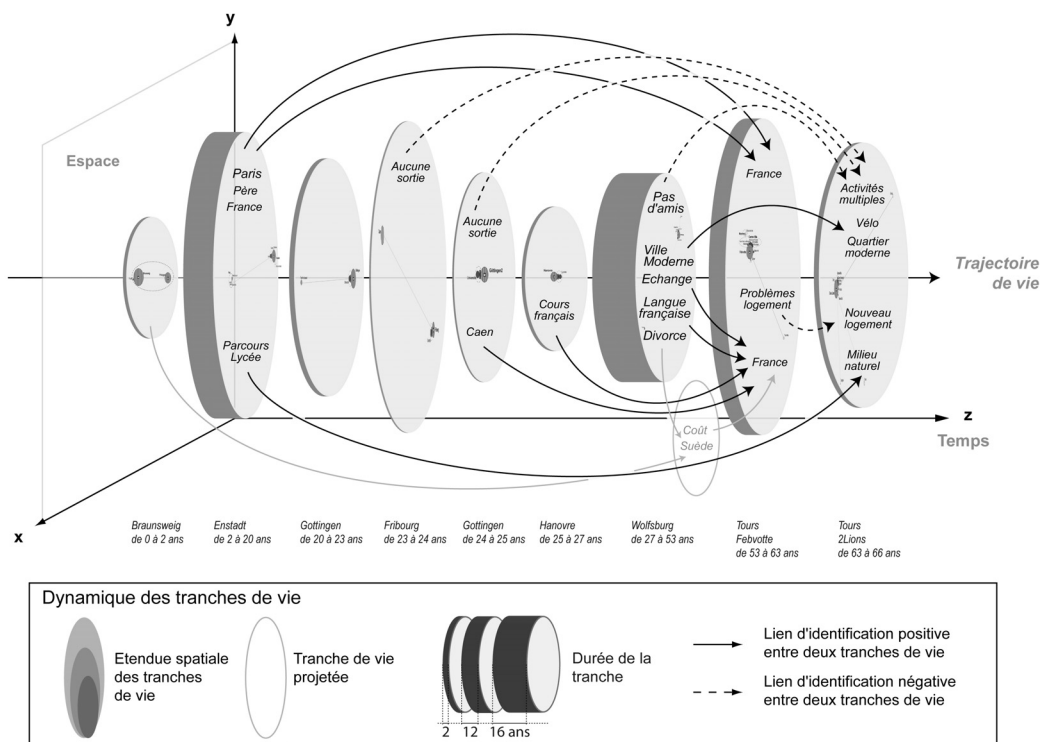 y
Espace
Paris
Père
France
Aucune
sortie
Aucune
sortie
Pas
d'amis
France
Activités
multiples
Vélo
Quartier
moderne
Ville
Moderne
Echange
Trajectoire
de vie
Cours
français
Langue
française
Problèmes
logement
Nouveau
logement
Caen
Divorce
Parcours
Lycée
France
Milieu
naturel
z
Temps
Coût
Suède
x
Braunsweig
de 0 à 2 ans
Enstadt
de 2 à 20 ans
Gottingen
de 20 à 23 ans
Fribourg
de 23 à 24 ans
Gottingen
de 24 à 25 ans
Hanovre
de 25 à 27 ans
Wolfsburg
de 27 à 53 ans
Tours
Febvotte
de 53 à 63 ans
Tours
2Lions
de 63 à 66 ans
Dynamique des tranches de vie
Etendue spatiale
des tranches
de vie
Tranche de vie
projetée
2 12 16 ans
Durée de la
tranche
Lien d'identification positive
entre deux tranches de vie
Lien d'identification négative
entre deux tranches de vie